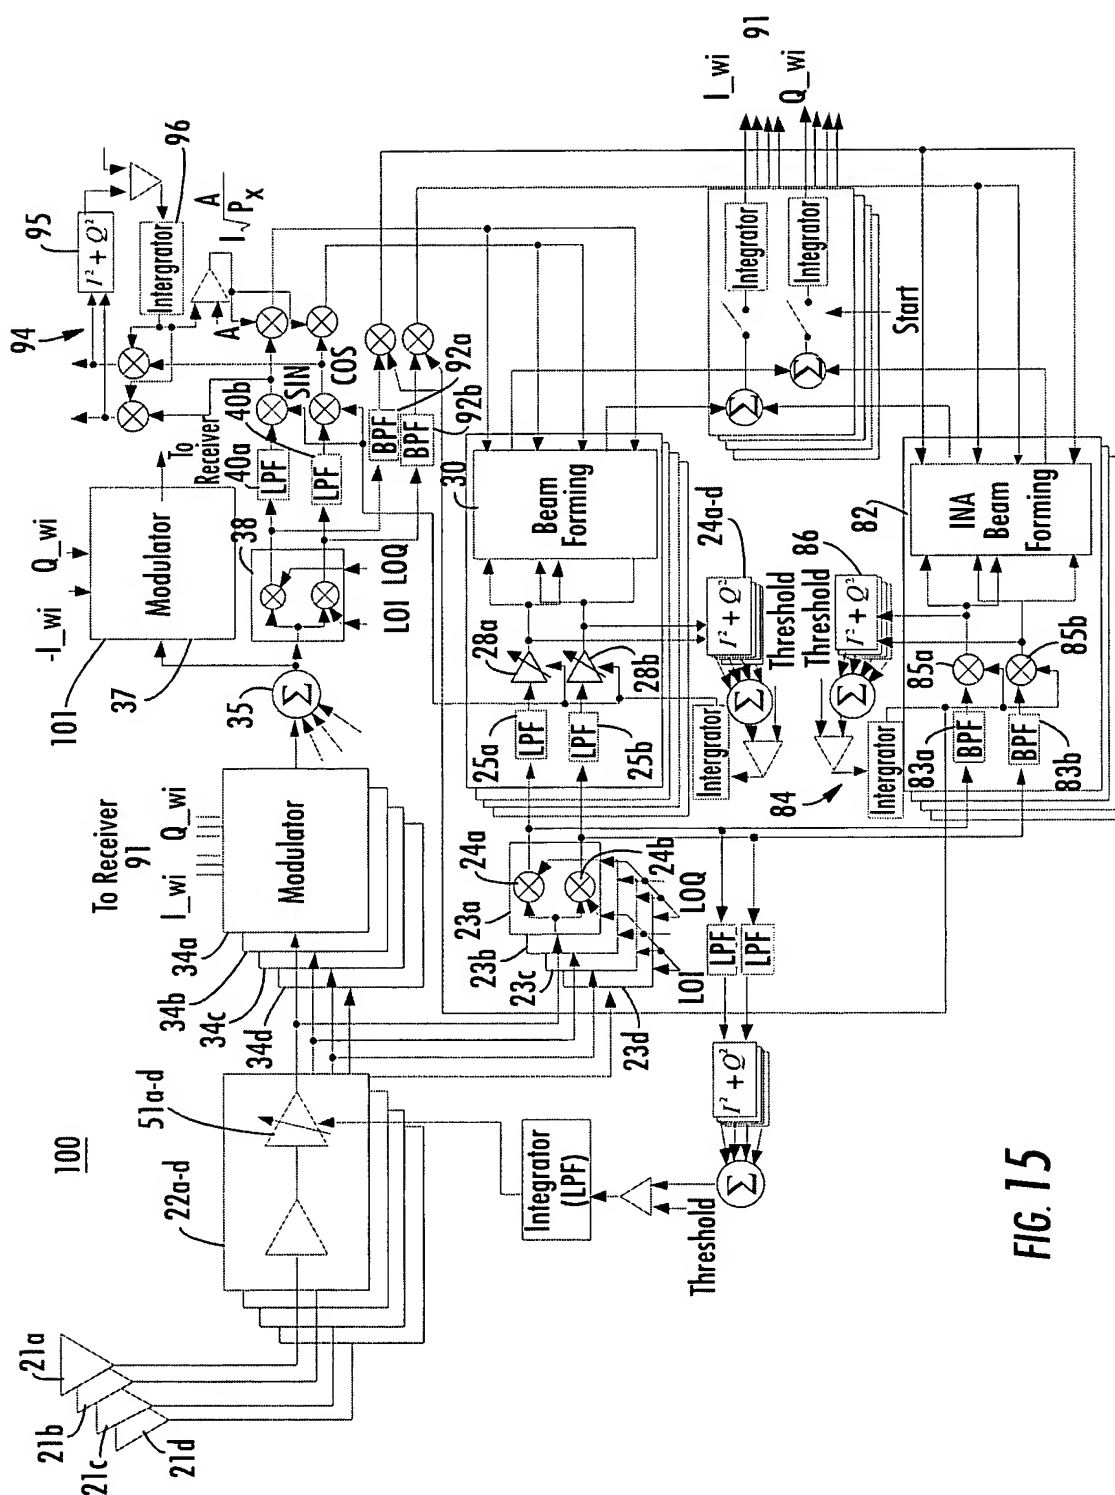 100
21a
21b
21c
21d
22a-d
51a-d
Integrator
(LPF)
Threshold
Σ
I² + Q²
To Receiver
91
I_wi
Q_wi
34a
34b
34c
34d
Modulator
35
Σ
101
37
-I_wi
Q_wi
Modulator
To
Receiver
38
LOI
LOQ
40a
LPF
LPF
40b
SIN
COS
BPF
BPF
92a
92b
94
95
I² + Q²
Intergrator
96
A
A
I√Px
23a
23b
23c
23d
24a
24b
LOI
LOQ
LPF
LPF
25a
LPF
LPF
25b
28a
28b
30
Beam
Forming
24a-d
I² + Q²
Σ
Threshold
Intergrator
Threshold
86
I² + Q²
Σ
84
Intergrator
82
INA
Beam
Forming
83a
BPF
BPF
83b
85a
85b
Σ
Σ
Integrator
Integrator
Start
I_wi
91
Q_wi
FIG. 15